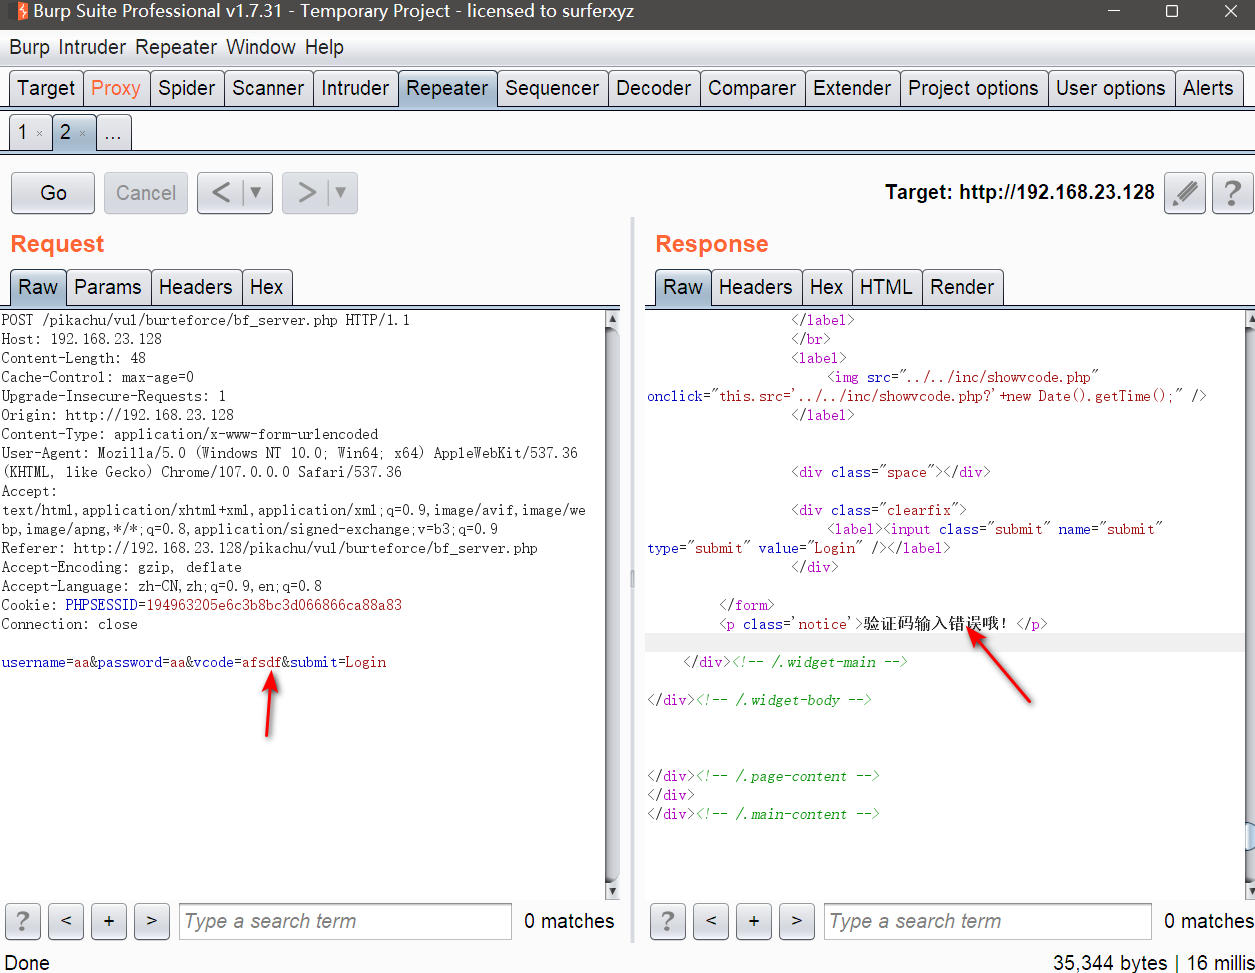 Burp Suite Professional v1.7.31 - Temporary Project - licensed to surferxyz
Burp Intruder Repeater Window Help
Target Proxy Spider Scanner Intruder Repeater Sequencer Decoder Comparer Extender Project options User options Alerts
1 × 2 × ...
Go Cancel < ▼ > ▼ Target: http://192.168.23.128 ?
Request
Raw Params Headers Hex
POST /pikachu/vul/burteforce/bf_server.php HTTP/1.1
Host: 192.168.23.128
Content-Length: 48
Cache-Control: max-age=0
Upgrade-Insecure-Requests: 1
Origin: http://192.168.23.128
Content-Type: application/x-www-form-urlencoded
User-Agent: Mozilla/5.0 (Windows NT 10.0; Win64; x64) AppleWebKit/537.36
(KHTML, like Gecko) Chrome/107.0.0.0 Safari/537.36
Accept:
text/html,application/xhtml+xml,application/xml;q=0.9,image/avif,image/we
bp,image/apng,*/*;q=0.8,application/signed-exchange;v=b3;q=0.9
Referer: http://192.168.23.128/pikachu/vul/burteforce/bf_server.php
Accept-Encoding: gzip, deflate
Accept-Language: zh-CN,zh;q=0.9,en;q=0.8
Cookie: PHPSESSID=194963205e6c3b8bc3d066866ca88a83
Connection: close
username=aa&password=aa&vcode=afsdf&submit=Login
? < + > Type a search term 0 matches
Response
Raw Headers Hex HTML Render
</label>
</br>
<label>
<img src="../../inc/showvcode.php"
onclick="this.src='../../inc/showvcode.php?'+new Date().getTime();" />
</label>
<div class="space"></div>
<div class="clearfix">
<label><input class="submit" name="submit"
type="submit" value="Login" /></label>
</div>
</form>
<p class='notice'>验证码输入错误哦！</p>
</div><!-- /.widget-main -->
</div><!-- /.widget-body -->
</div><!-- /.page-content -->
</div>
</div><!-- /.main-content -->
? < + > Type a search term 0 matches
Done 35,344 bytes | 16 millis